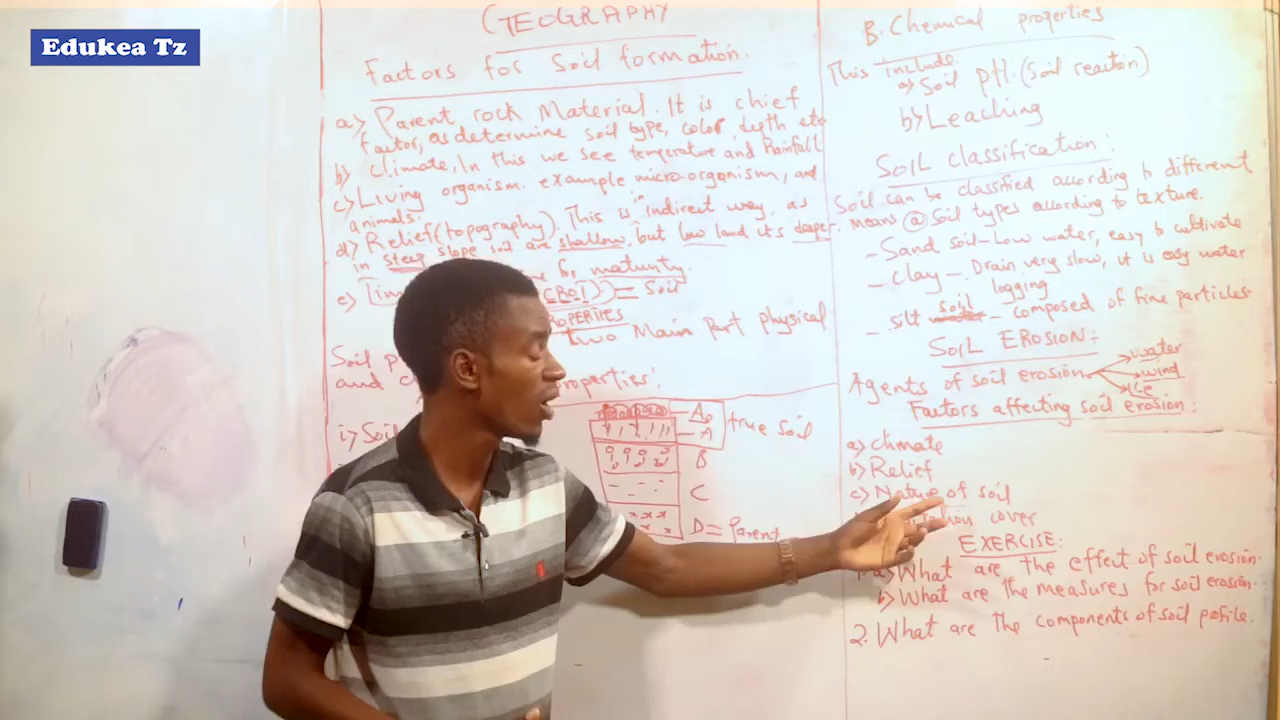 Edukea Tz
GEOGRAPHY
Factors for Soil formation.
a) Parent rock Material. It is chief
factor, as determine soil type, color, depth etc
b) climate, In this we see temperature and Rainfall
c) Living organism. example micro-organism, and
animals.
d) Relief (topography). This is "indirect way, as
in steep slope soil are shallow, but low land it's deeper.
e) for maturity.
= Soil
Two Main part physical
Soil
and properties'.
i) Soil
A₀
A
true soil
B
C
D = Parent
B. Chemical properties
This include.
a) Soil pH. (soil reacton)
b) Leaching
SOIL classification:
Soil can be classified according to different
means @ Soil types according to texture.
- Sand soil - Low water, easy to cultivate
- Clay - Drain very slow, it is easy water
logging
- silt soil - composed of fine particles
SOIL EROSION:
Agents of soil erosion
water
wind
Ice
Factors affecting soil erosion:
a) climate
b) Relief
c) Nature of soil
cover
EXERCISE:
a) What are the effect of soil erosion.
b) What are the measures for soil erosion.
2. What are the components of soil profile.